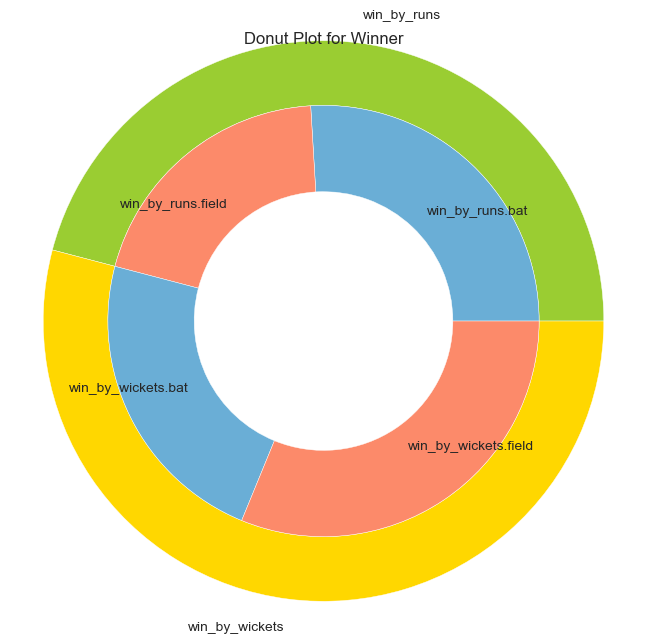 win_by_runs
Donut Plot for Winner
win_by_runs.field
win_by_runs.bat
win_by_wickets.bat
win_by_wickets.field
win_by_wickets